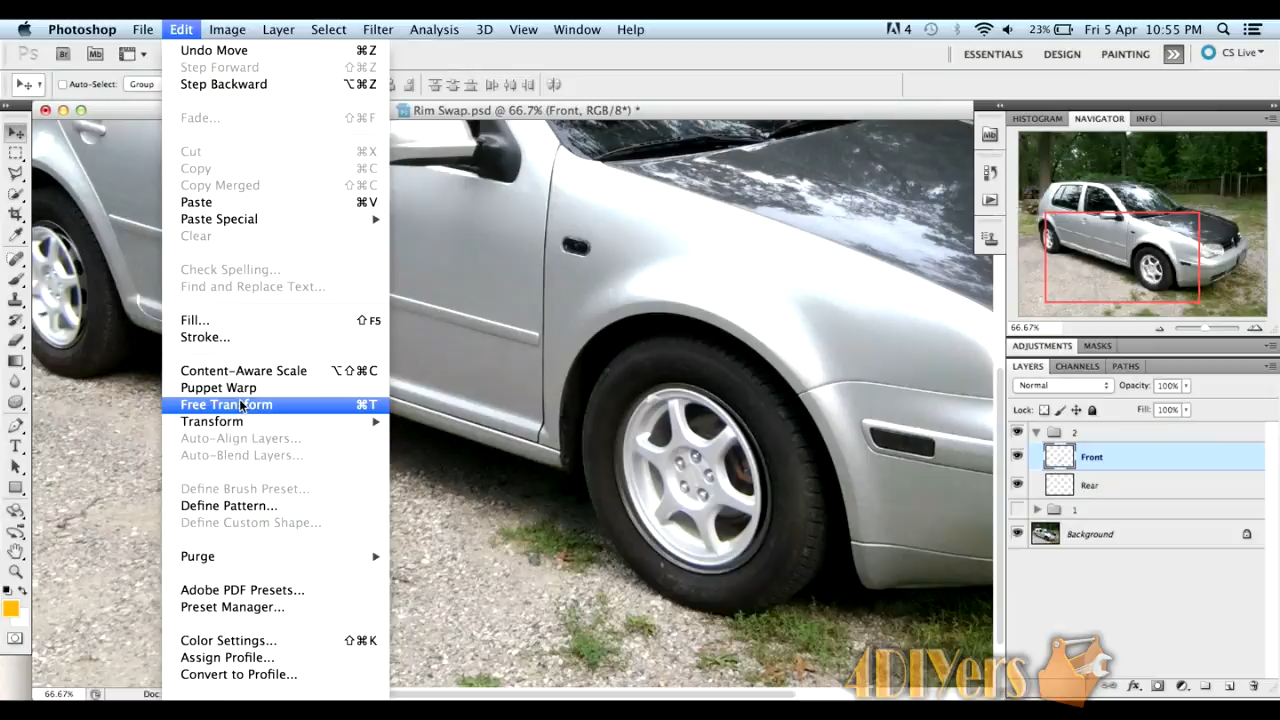 Photoshop File Edit Image Layer Select Filter Analysis 3D View Window Help 4 23% Fri 5 Apr 10:55 PM
Ps Br Mb ESSENTIALS DESIGN PAINTING CS Live
Auto-Select: Group
Rim Swap.psd @ 66.7% (Front, RGB/8*) *
Undo Move ⌘Z
Step Forward ⇧⌘Z
Step Backward ⌥⌘Z
Fade... ⇧⌘F
Cut ⌘X
Copy ⌘C
Copy Merged ⇧⌘C
Paste ⌘V
Paste Special
Clear
Check Spelling...
Find and Replace Text...
Fill... ⇧F5
Stroke...
Content-Aware Scale ⌥⇧⌘C
Puppet Warp
Free Transform ⌘T
Transform
Auto-Align Layers...
Auto-Blend Layers...
Define Brush Preset...
Define Pattern...
Define Custom Shape...
Purge
Adobe PDF Presets...
Preset Manager...
Color Settings... ⇧⌘K
Assign Profile...
Convert to Profile...
66.67% Doc:
HISTOGRAM NAVIGATOR INFO
Mb
66.67%
ADJUSTMENTS MASKS
LAYERS CHANNELS PATHS
Normal Opacity: 100%
Lock: Fill: 100%
2
Front
Rear
1
Background
4DIYers